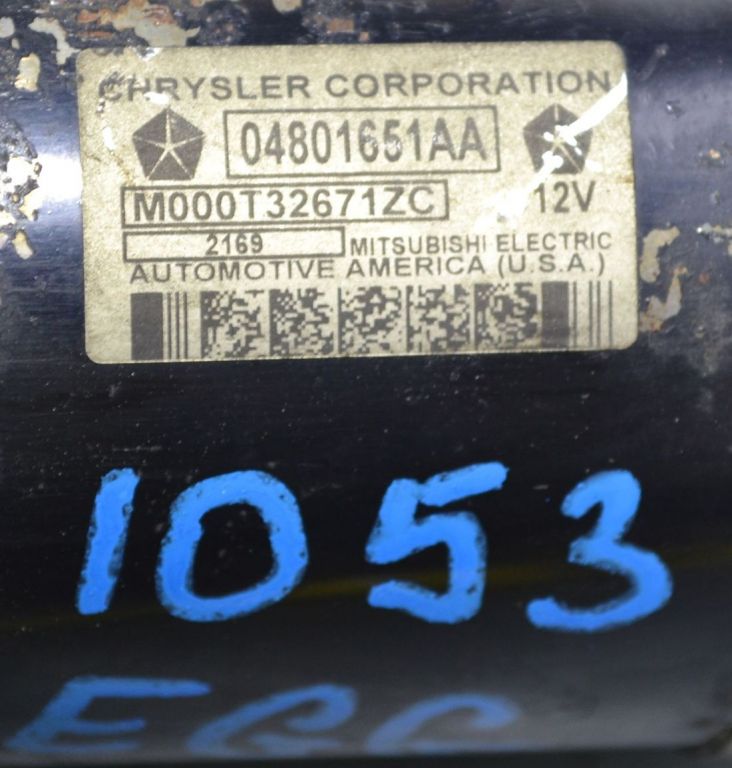 CHRYSLER CORPORATION
04801651AA
M000T32671ZC 12V
2169 MITSUBISHI ELECTRIC
AUTOMOTIVE AMERICA (U.S.A.)
1053